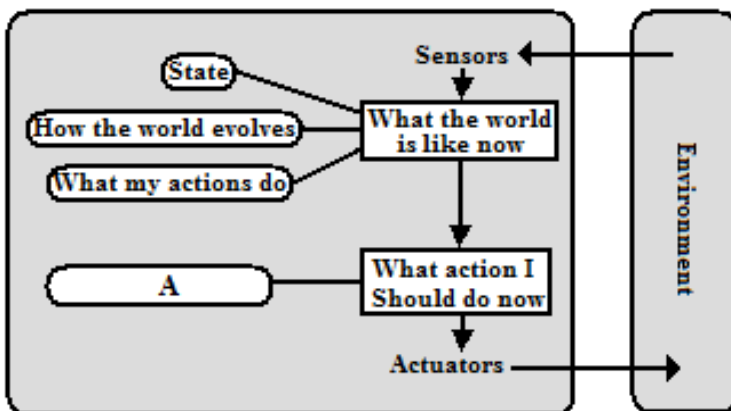 Sensors
State
How the world evolves
What the world
is like now
What my actions do
Environment
What action I
Should do now
A
Actuators